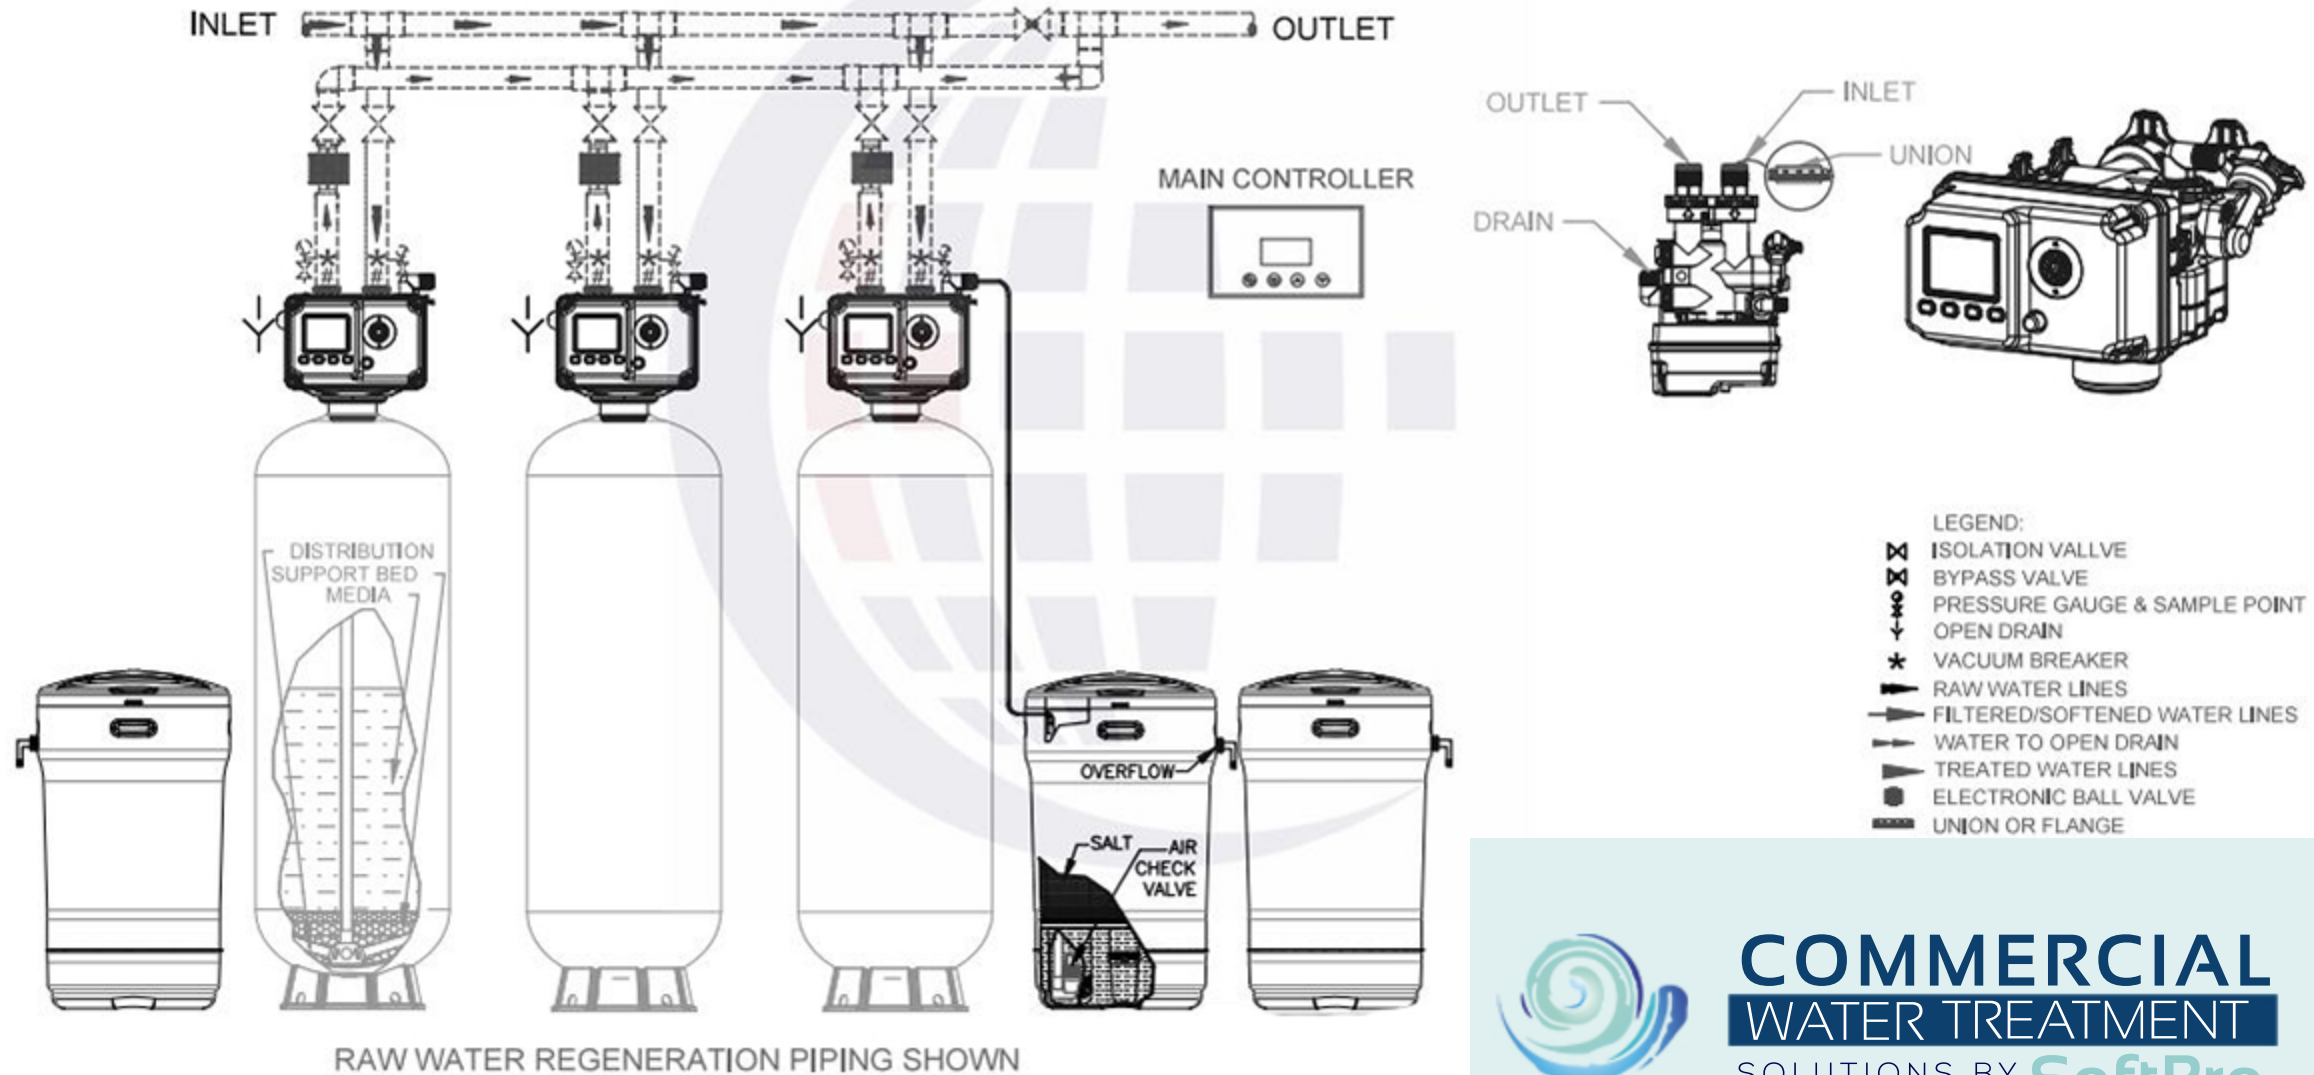 INLET
OUTLET
MAIN CONTROLLER
OUTLET
INLET
UNION
DRAIN
DISTRIBUTION
SUPPORT BED
MEDIA
OVERFLOW
SALT
AIR
CHECK
VALVE
LEGEND:
ISOLATION VALLVE
BYPASS VALVE
PRESSURE GAUGE & SAMPLE POINT
OPEN DRAIN
VACUUM BREAKER
RAW WATER LINES
FILTERED/SOFTENED WATER LINES
WATER TO OPEN DRAIN
TREATED WATER LINES
ELECTRONIC BALL VALVE
UNION OR FLANGE
RAW WATER REGENERATION PIPING SHOWN
COMMERCIAL
WATER TREATMENT
SOLUTIONS BY SoftPro